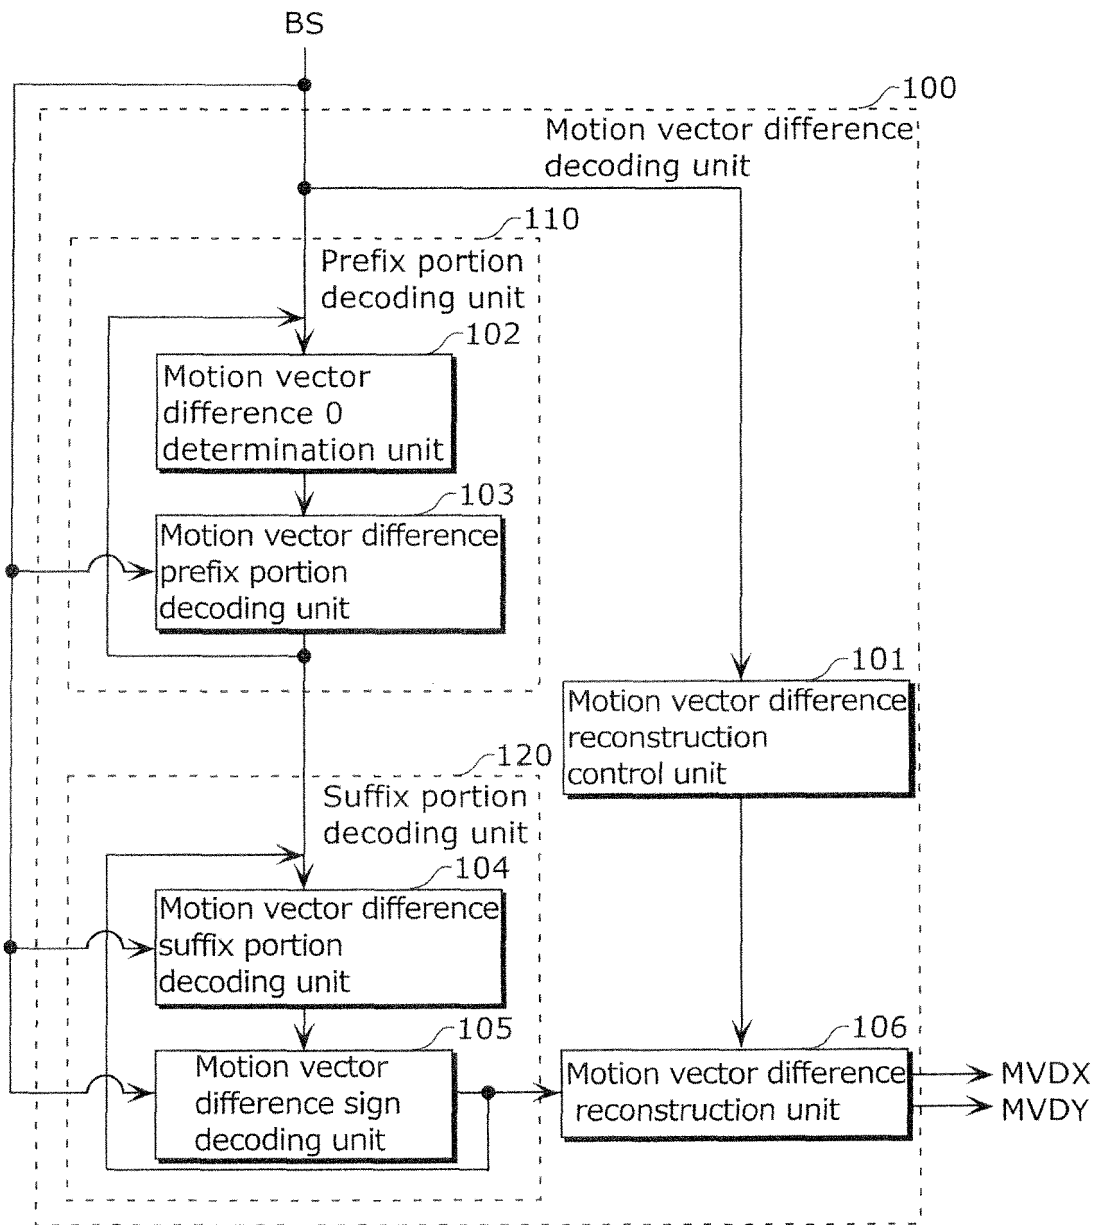 BS
100
Motion vector difference
decoding unit
110
Prefix portion
decoding unit
102
Motion vector
difference 0
determination unit
103
Motion vector difference
prefix portion
decoding unit
101
Motion vector difference
reconstruction
control unit
120
Suffix portion
decoding unit
104
Motion vector difference
suffix portion
decoding unit
105
Motion vector
difference sign
decoding unit
106
Motion vector difference
reconstruction unit
MVDX
MVDY